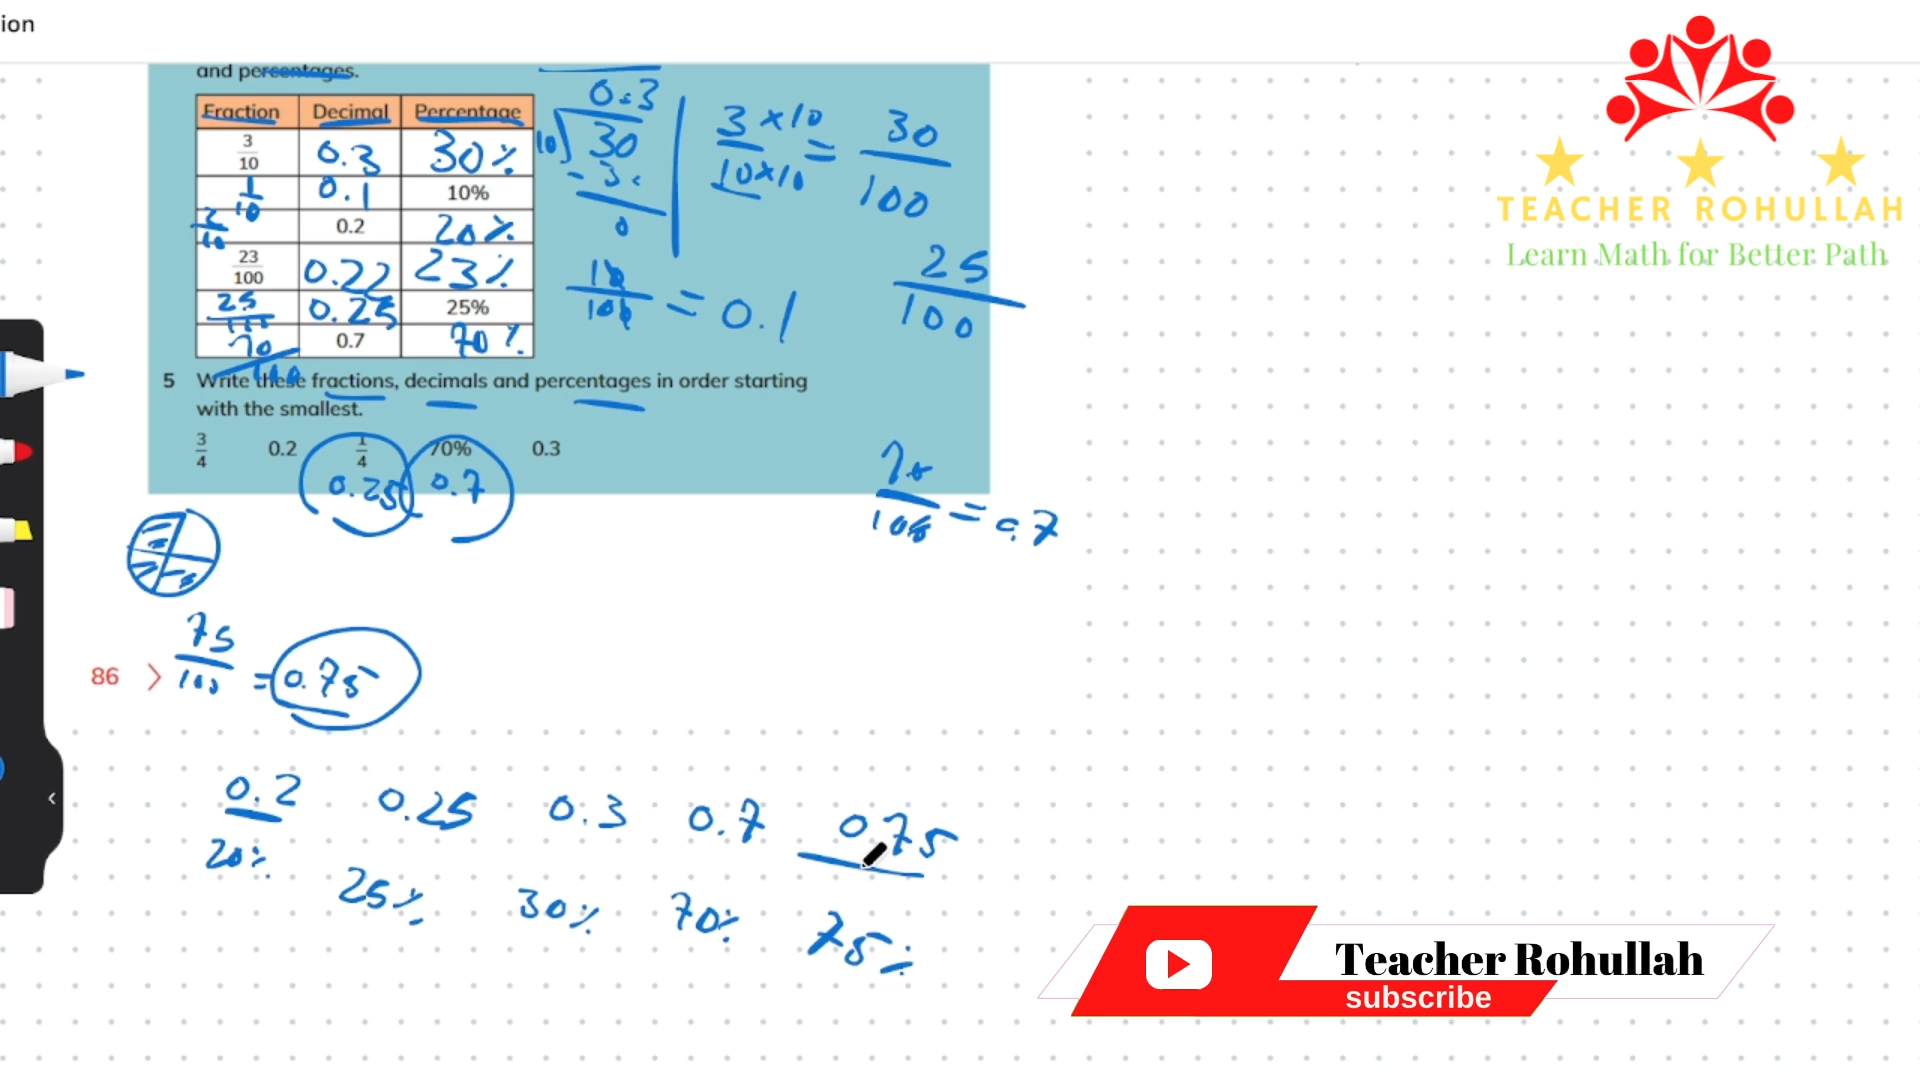 ion
and percentages.
Fraction Decimal Percentage
3/10 0.3 30%
1/10 0.1 10%
2/10 0.2 20%
23/100 0.22 23%
25/100 0.25 25%
70/100 0.7 70%
0.3
10 30
- 30
0
3 × 10 / 10 × 10 = 30/100
10/100 = 0.1
25/100
5 Write these fractions, decimals and percentages in order starting
with the smallest.
3/4 0.2 1/4 70% 0.3
0.25 0.7
70/100 = 0.7
86 > 75/100 = 0.75
0.2 0.25 0.3 0.7 0.75
20% 25% 30% 70% 75%
TEACHER ROHULLAH
Learn Math for Better Path
Teacher Rohullah
subscribe